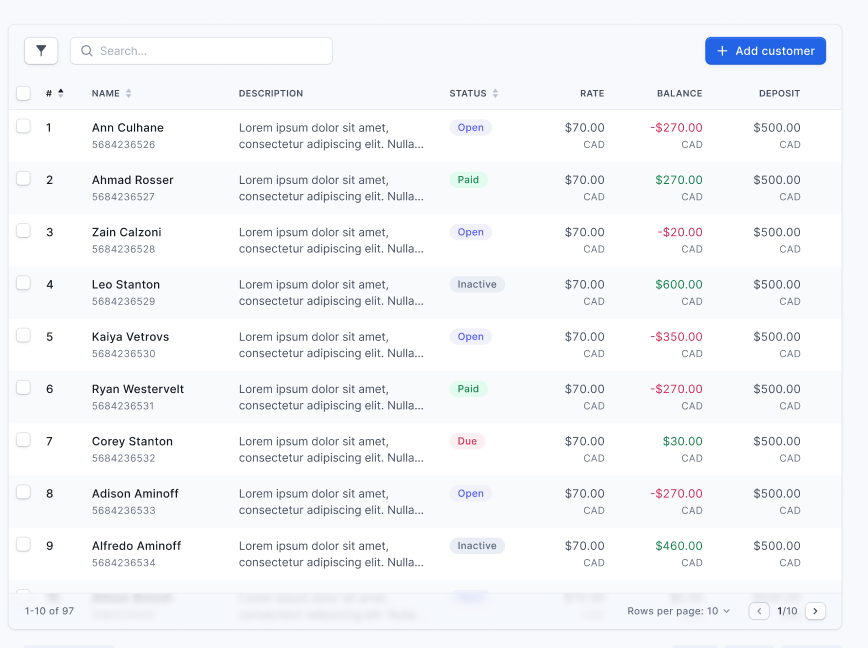 Search...
+ Add customer
# NAME DESCRIPTION STATUS RATE BALANCE DEPOSIT
1 Ann Culhane Lorem ipsum dolor sit amet, Open $70.00 -$270.00 $500.00
5684236526 consectetur adipiscing elit. Nulla... CAD CAD CAD
2 Ahmad Rosser Lorem ipsum dolor sit amet, Paid $70.00 $270.00 $500.00
5684236527 consectetur adipiscing elit. Nulla... CAD CAD CAD
3 Zain Calzoni Lorem ipsum dolor sit amet, Open $70.00 -$20.00 $500.00
5684236528 consectetur adipiscing elit. Nulla... CAD CAD CAD
4 Leo Stanton Lorem ipsum dolor sit amet, Inactive $70.00 $600.00 $500.00
5684236529 consectetur adipiscing elit. Nulla... CAD CAD CAD
5 Kaiya Vetrovs Lorem ipsum dolor sit amet, Open $70.00 -$350.00 $500.00
5684236530 consectetur adipiscing elit. Nulla... CAD CAD CAD
6 Ryan Westervelt Lorem ipsum dolor sit amet, Paid $70.00 -$270.00 $500.00
5684236531 consectetur adipiscing elit. Nulla... CAD CAD CAD
7 Corey Stanton Lorem ipsum dolor sit amet, Due $70.00 $30.00 $500.00
5684236532 consectetur adipiscing elit. Nulla... CAD CAD CAD
8 Adison Aminoff Lorem ipsum dolor sit amet, Open $70.00 -$270.00 $500.00
5684236533 consectetur adipiscing elit. Nulla... CAD CAD CAD
9 Alfredo Aminoff Lorem ipsum dolor sit amet, Inactive $70.00 $460.00 $500.00
5684236534 consectetur adipiscing elit. Nulla... CAD CAD CAD
1-10 of 97 Rows per page: 10 1/10